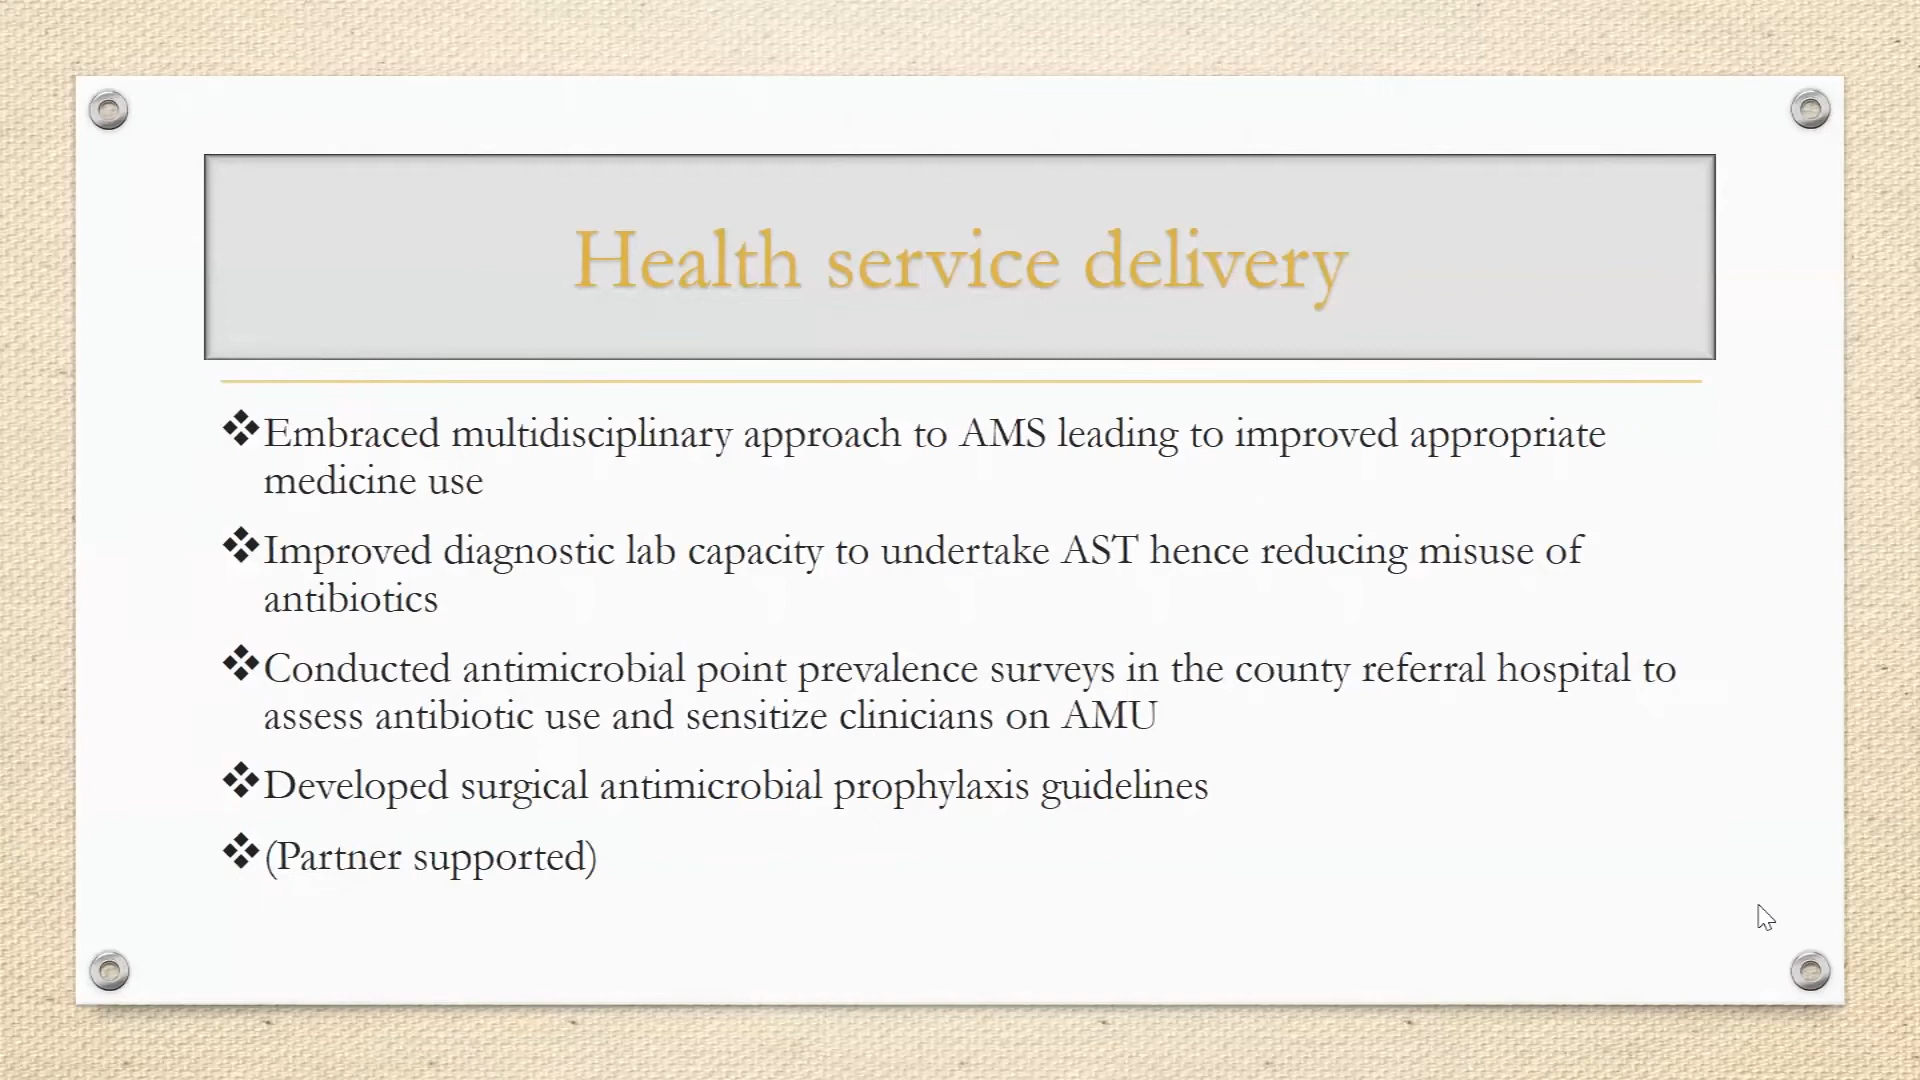 Health service delivery
Embraced multidisciplinary approach to AMS leading to improved appropriate
medicine use
Improved diagnostic lab capacity to undertake AST hence reducing misuse of
antibiotics
Conducted antimicrobial point prevalence surveys in the county referral hospital to
assess antibiotic use and sensitize clinicians on AMU
Developed surgical antimicrobial prophylaxis guidelines
(Partner supported)